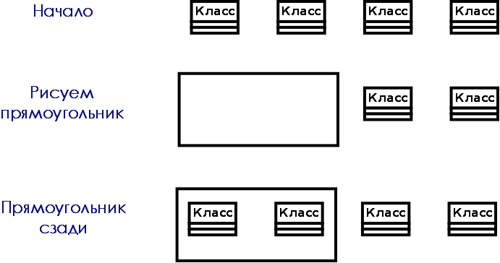 Начало
Класс Класс Класс Класс
Рисуем
прямоугольник
Класс Класс
Прямоугольник
сзади
Класс Класс Класс Класс